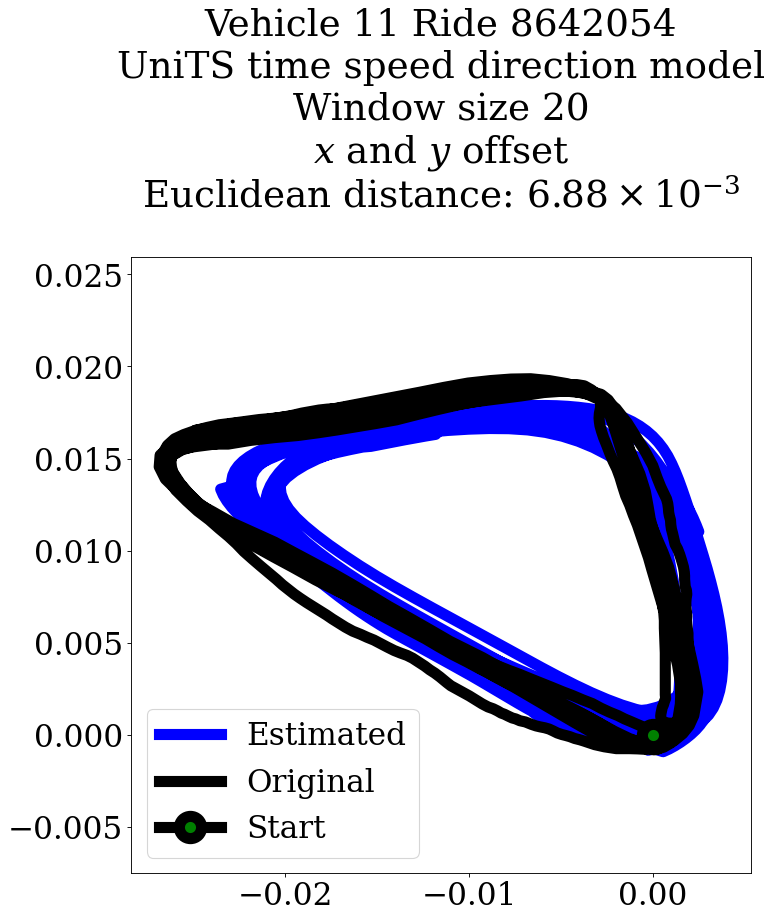 Vehicle 11 Ride 8642054
UniTS time speed direction model
Window size 20
x and y offset
Euclidean distance: 6.88 × 10⁻³
0.025
0.020
0.015
0.010
0.005
0.000
−0.005
Estimated
Original
Start
−0.02
−0.01
0.00